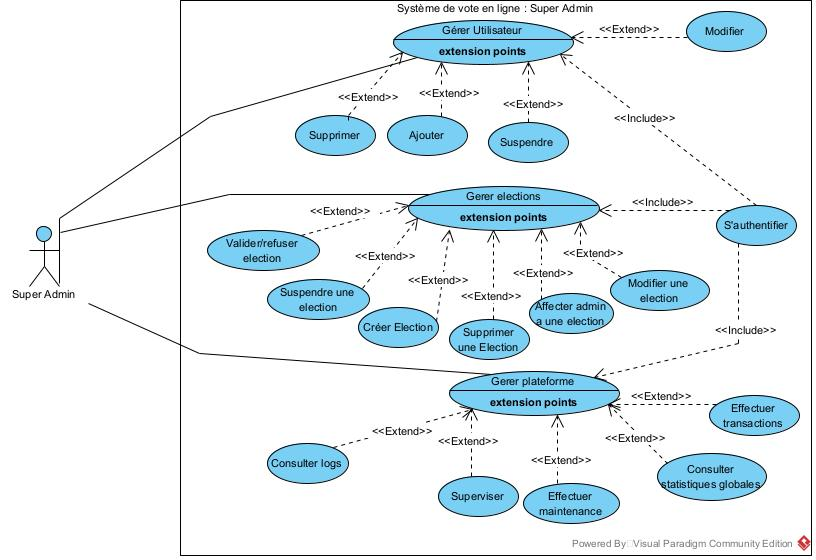 Système de vote en ligne : Super Admin
Gérer Utilisateur
extension points
<<Extend>>
Modifier
<<Extend>>
<<Extend>>
<<Extend>>
<<Include>>
Supprimer
Ajouter
Suspendre
Gerer elections
extension points
<<Extend>>
<<Include>>
S'authentifier
Valider/refuser
election
<<Extend>>
<<Extend>>
<<Extend>>
<<Extend>>
<<Extend>>
Suspendre une
election
Créer Election
Supprimer
une Election
Affecter admin
a une election
Modifier une
election
Super Admin
<<Include>>
Gerer plateforme
extension points
<<Extend>>
Effectuer
transactions
<<Extend>>
<<Extend>>
<<Extend>>
<<Extend>>
Consulter logs
Superviser
Effectuer
maintenance
Consulter
statistiques globales
Powered By Visual Paradigm Community Edition